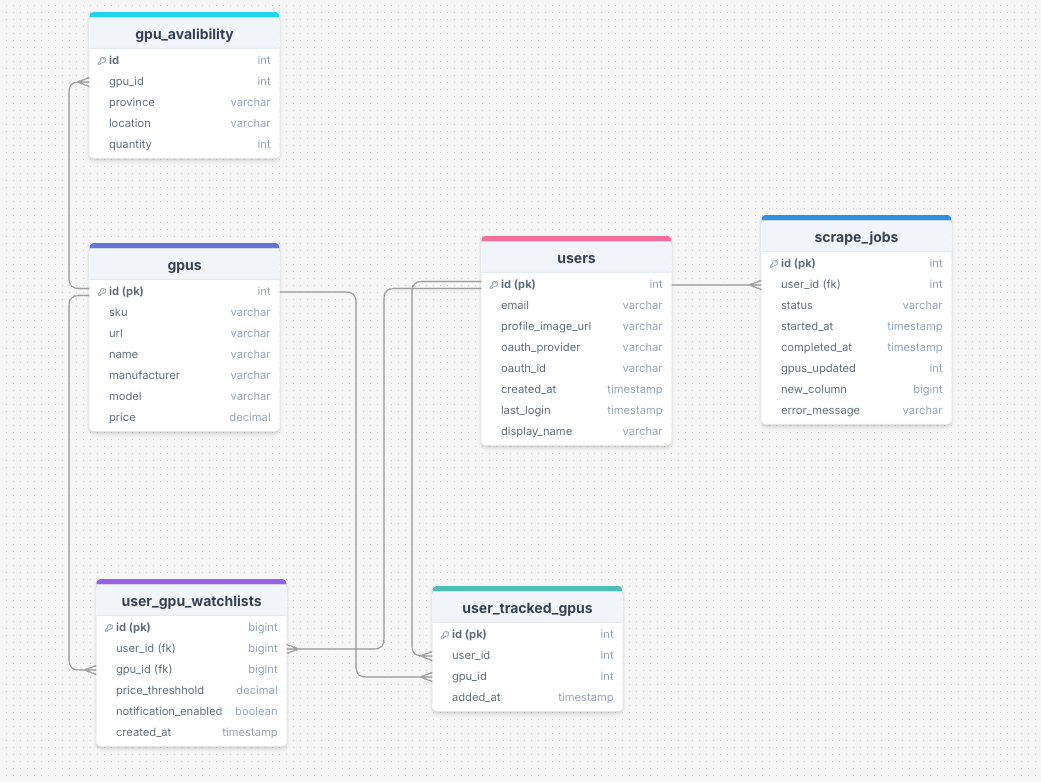 gpu_avalibility
id int
gpu_id int
province varchar
location varchar
quantity int
gpus
id (pk) int
sku varchar
url varchar
name varchar
manufacturer varchar
model varchar
price decimal
users
id (pk) int
email varchar
profile_image_url varchar
oauth_provider varchar
oauth_id varchar
created_at timestamp
last_login timestamp
display_name varchar
scrape_jobs
id (pk) int
user_id (fk) int
status varchar
started_at timestamp
completed_at timestamp
gpus_updated int
new_column bigint
error_message varchar
user_gpu_watchlists
id (pk) bigint
user_id (fk) bigint
gpu_id (fk) bigint
price_threshhold decimal
notification_enabled boolean
created_at timestamp
user_tracked_gpus
id (pk) int
user_id int
gpu_id int
added_at timestamp